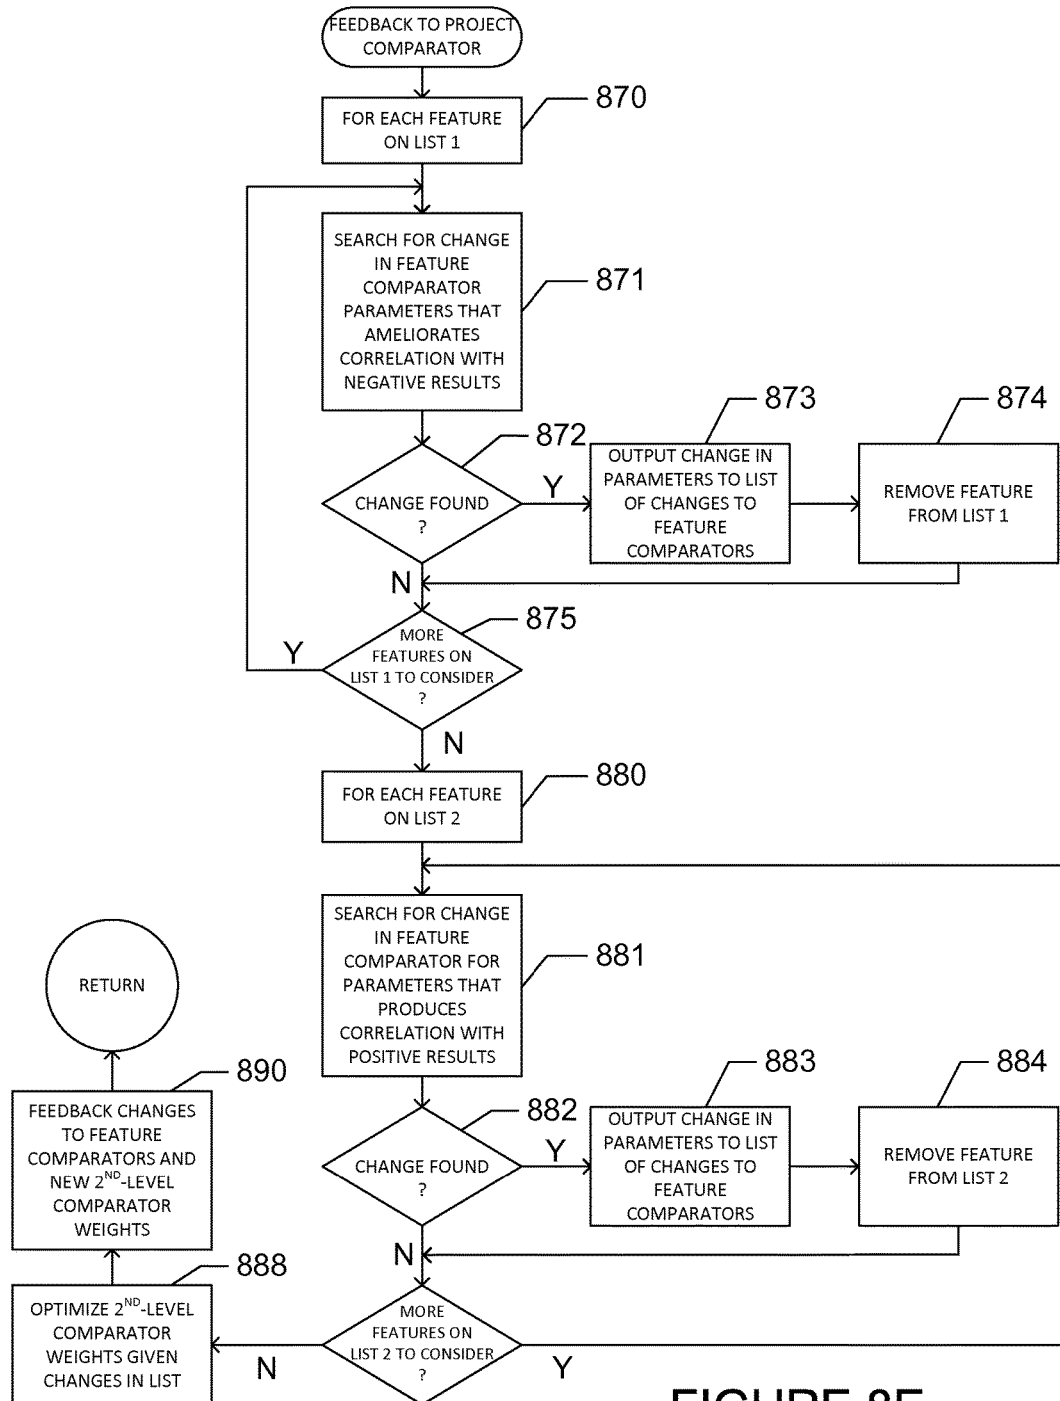 FEEDBACK TO PROJECT
COMPARATOR
870
FOR EACH FEATURE
ON LIST 1
SEARCH FOR CHANGE
IN FEATURE
COMPARATOR
PARAMETERS THAT
AMELIORATES
CORRELATION WITH
NEGATIVE RESULTS
871
872
CHANGE FOUND
?
Y
N
873
OUTPUT CHANGE IN
PARAMETERS TO LIST
OF CHANGES TO
FEATURE
COMPARATORS
874
REMOVE FEATURE
FROM LIST 1
875
MORE
FEATURES ON
LIST 1 TO CONSIDER
?
Y
N
880
FOR EACH FEATURE
ON LIST 2
SEARCH FOR CHANGE
IN FEATURE
COMPARATOR FOR
PARAMETERS THAT
PRODUCES
CORRELATION WITH
POSITIVE RESULTS
881
882
CHANGE FOUND
?
Y
N
883
OUTPUT CHANGE IN
PARAMETERS TO LIST
OF CHANGES TO
FEATURE
COMPARATORS
884
REMOVE FEATURE
FROM LIST 2
MORE
FEATURES ON
LIST 2 TO CONSIDER
?
N
Y
888
OPTIMIZE 2ND-LEVEL
COMPARATOR
WEIGHTS GIVEN
CHANGES IN LIST
890
FEEDBACK CHANGES
TO FEATURE
COMPARATORS AND
NEW 2ND-LEVEL
COMPARATOR
WEIGHTS
RETURN